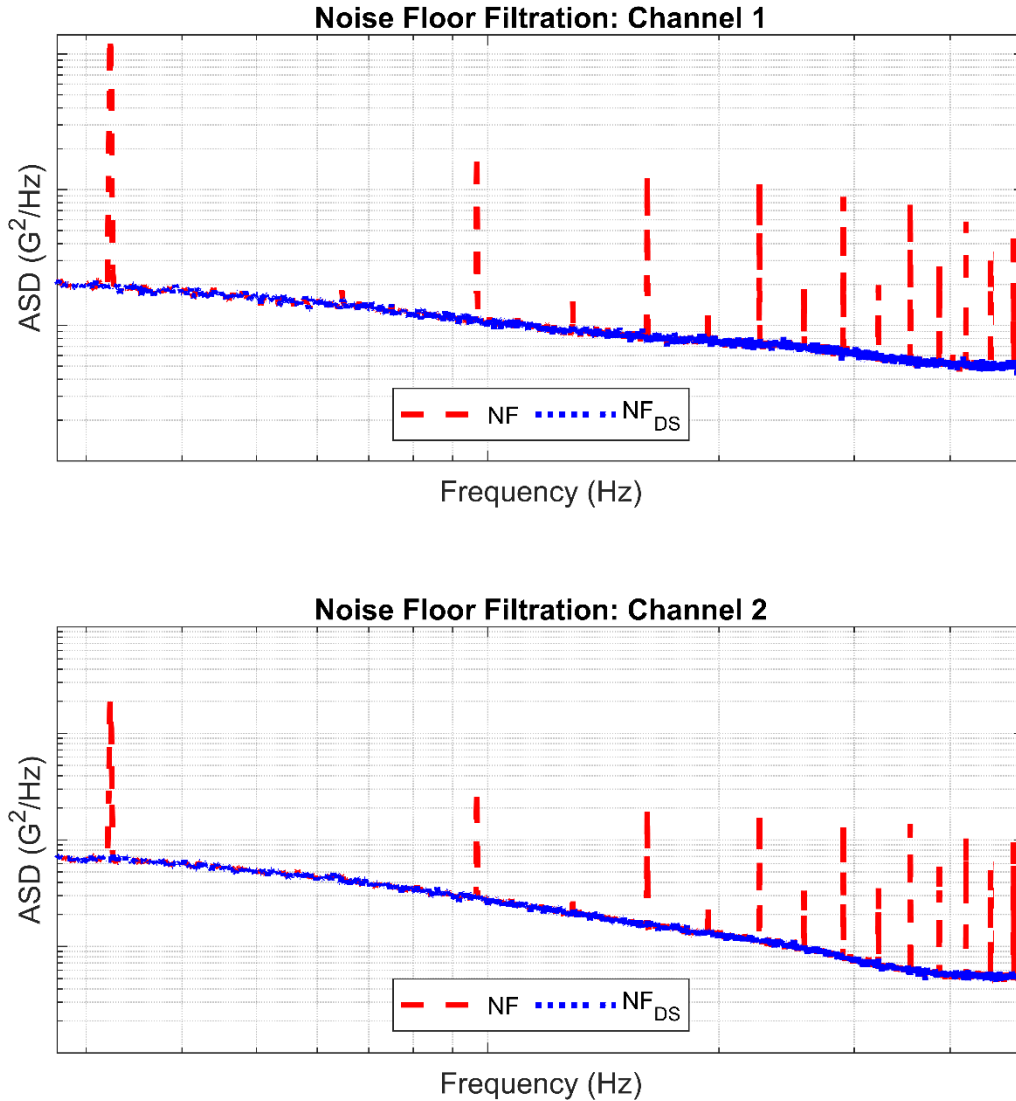 Noise Floor Filtration: Channel 1
ASD (G²/Hz)
NF NF_DS
Frequency (Hz)
Noise Floor Filtration: Channel 2
ASD (G²/Hz)
NF NF_DS
Frequency (Hz)